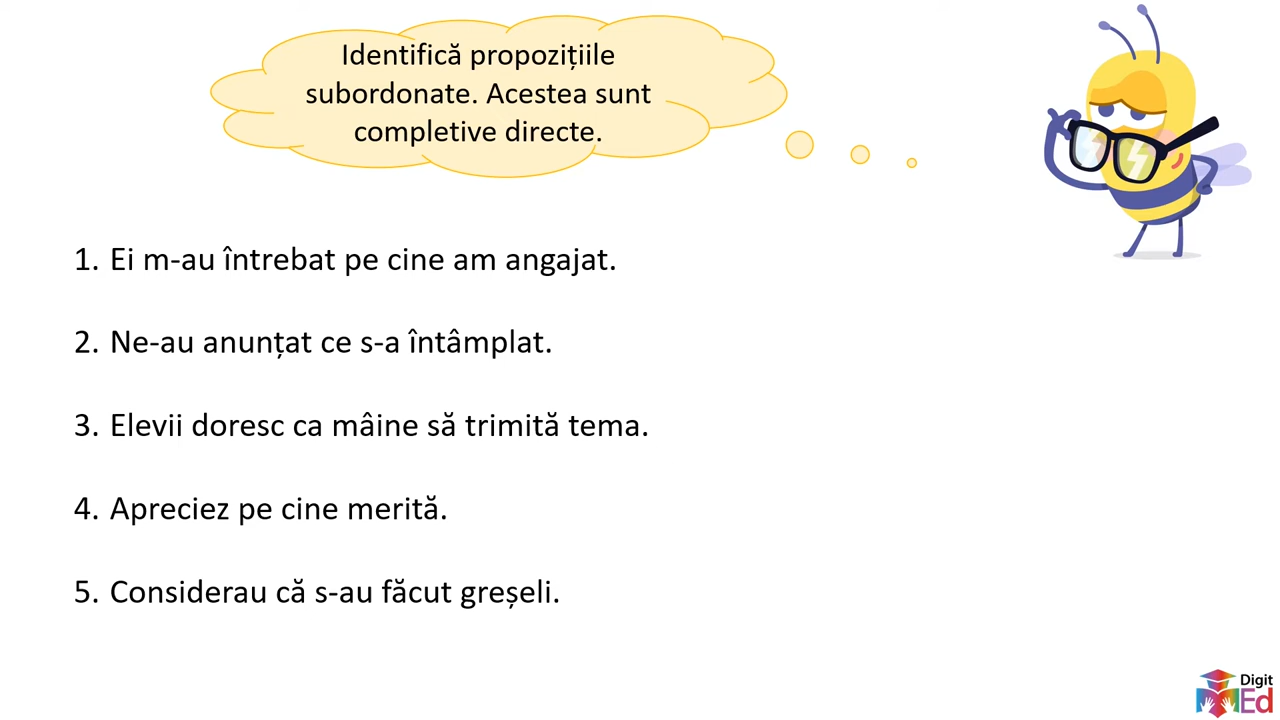 Identifică propozițiile
subordonate. Acestea sunt
completive directe.
1. Ei m-au întrebat pe cine am angajat.
2. Ne-au anunțat ce s-a întâmplat.
3. Elevii doresc ca mâine să trimită tema.
4. Apreciez pe cine merită.
5. Considerau că s-au făcut greșeli.
Digit
Ed